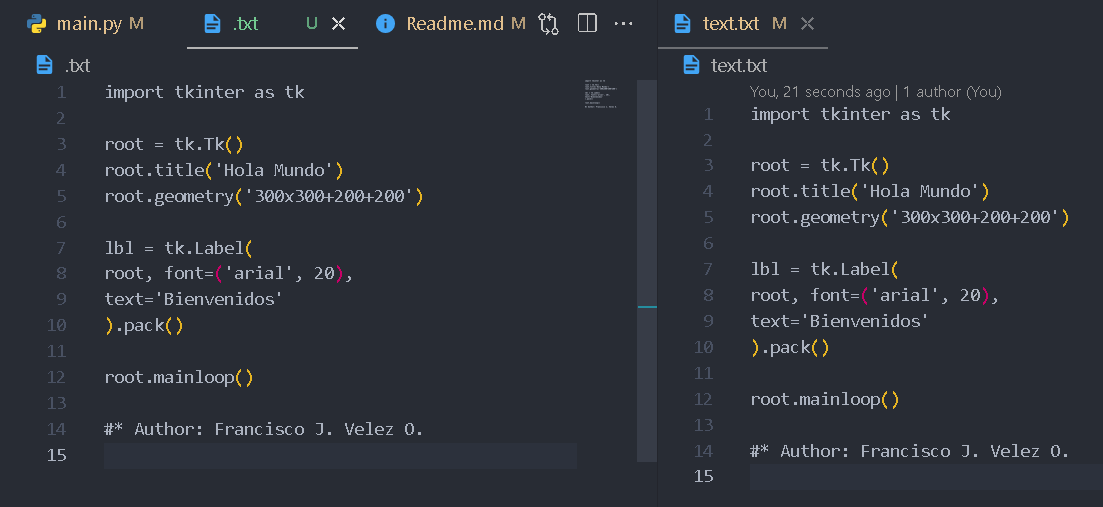 main.py M .txt U Readme.md M
.txt
1 import tkinter as tk
2
3 root = tk.Tk()
4 root.title('Hola Mundo')
5 root.geometry('300x300+200+200')
6
7 lbl = tk.Label(
8 root, font=('arial', 20),
9 text='Bienvenidos'
10 ).pack()
11
12 root.mainloop()
13
14 #* Author: Francisco J. Velez O.
15
text.txt M
text.txt
You, 21 seconds ago | 1 author (You)
1 import tkinter as tk
2
3 root = tk.Tk()
4 root.title('Hola Mundo')
5 root.geometry('300x300+200+200')
6
7 lbl = tk.Label(
8 root, font=('arial', 20),
9 text='Bienvenidos'
10 ).pack()
11
12 root.mainloop()
13
14 #* Author: Francisco J. Velez O.
15